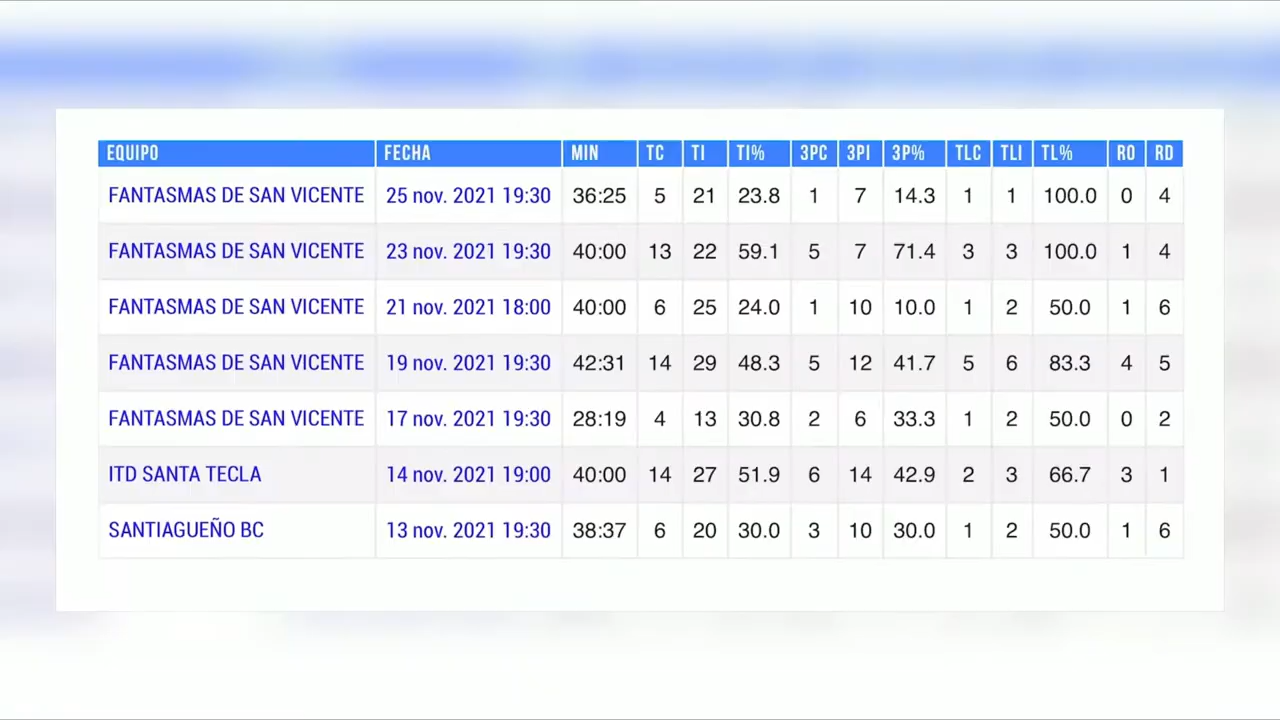 EQUIPO FECHA MIN TC TI TI% 3PC 3PI 3P% TLC TLI TL% RO RD
FANTASMAS DE SAN VICENTE 25 nov. 2021 19:30 36:25 5 21 23.8 1 7 14.3 1 1 100.0 0 4
FANTASMAS DE SAN VICENTE 23 nov. 2021 19:30 40:00 13 22 59.1 5 7 71.4 3 3 100.0 1 4
FANTASMAS DE SAN VICENTE 21 nov. 2021 18:00 40:00 6 25 24.0 1 10 10.0 1 2 50.0 1 6
FANTASMAS DE SAN VICENTE 19 nov. 2021 19:30 42:31 14 29 48.3 5 12 41.7 5 6 83.3 4 5
FANTASMAS DE SAN VICENTE 17 nov. 2021 19:30 28:19 4 13 30.8 2 6 33.3 1 2 50.0 0 2
ITD SANTA TECLA 14 nov. 2021 19:00 40:00 14 27 51.9 6 14 42.9 2 3 66.7 3 1
SANTIAGUEÑO BC 13 nov. 2021 19:30 38:37 6 20 30.0 3 10 30.0 1 2 50.0 1 6